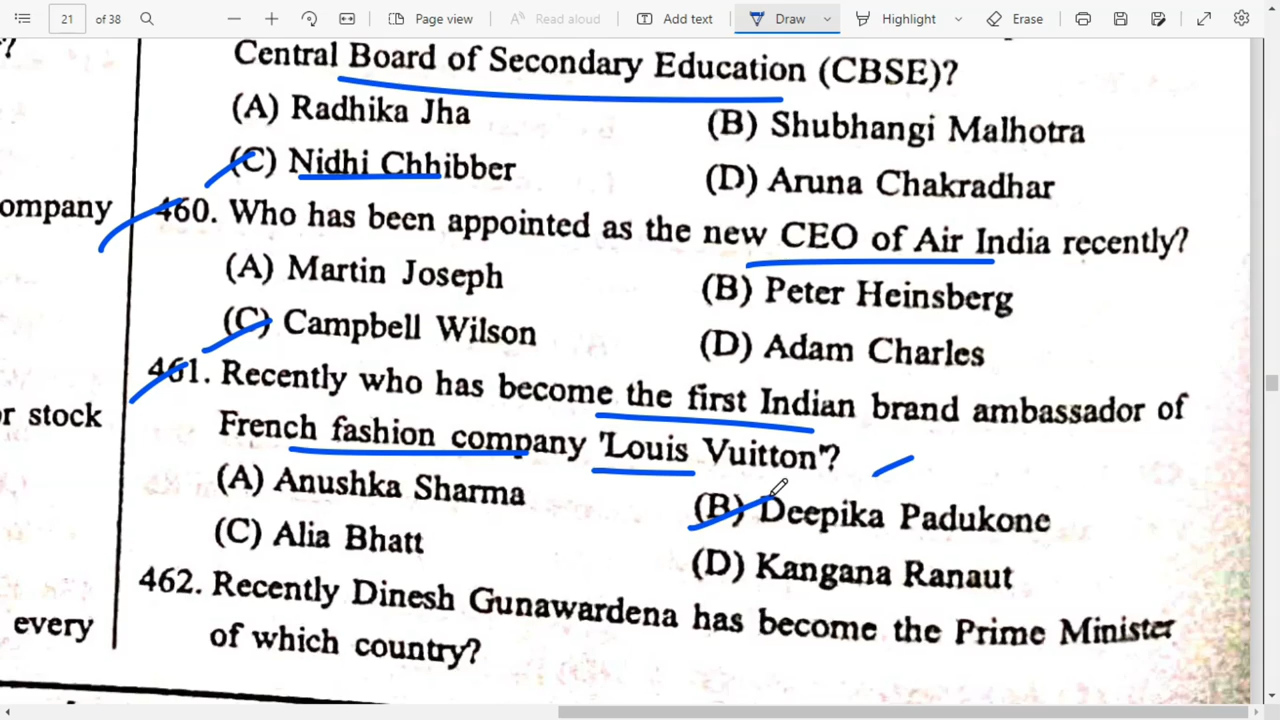 21 of 38 Page view Read aloud Add text Draw Highlight Erase
?
Central Board of Secondary Education (CBSE)?
(A) Radhika Jha (B) Shubhangi Malhotra
(C) Nidhi Chhibber (D) Aruna Chakradhar
ompany
460. Who has been appointed as the new CEO of Air India recently?
(A) Martin Joseph (B) Peter Heinsberg
(C) Campbell Wilson (D) Adam Charles
461. Recently who has become the first Indian brand ambassador of
r stock
French fashion company 'Louis Vuitton'?
(A) Anushka Sharma (B) Deepika Padukone
(C) Alia Bhatt (D) Kangana Ranaut
462. Recently Dinesh Gunawardena has become the Prime Minister
every
of which country?